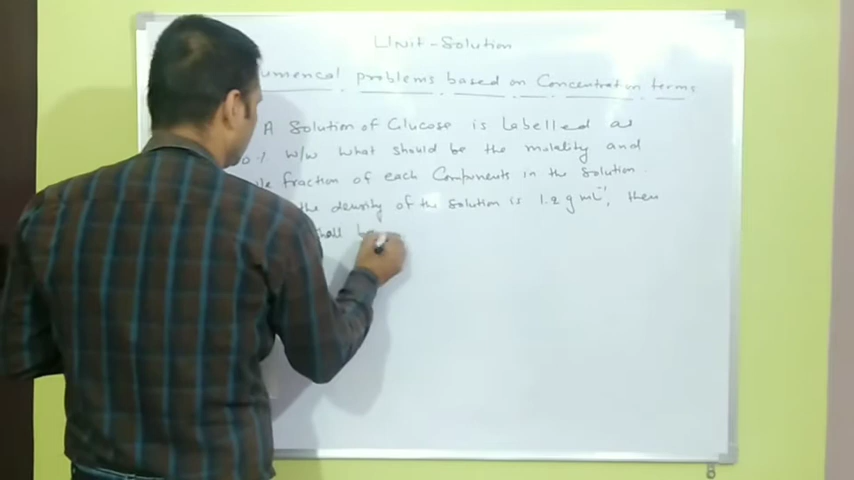 Unit - Solution
umerical problems based on Concentration terms
A Solution of Glucose is labelled as
0 % w/w what should be the molality and
le fraction of each Components in the solution.
the density of the solution is 1.2 g mL⁻¹, then
hall b